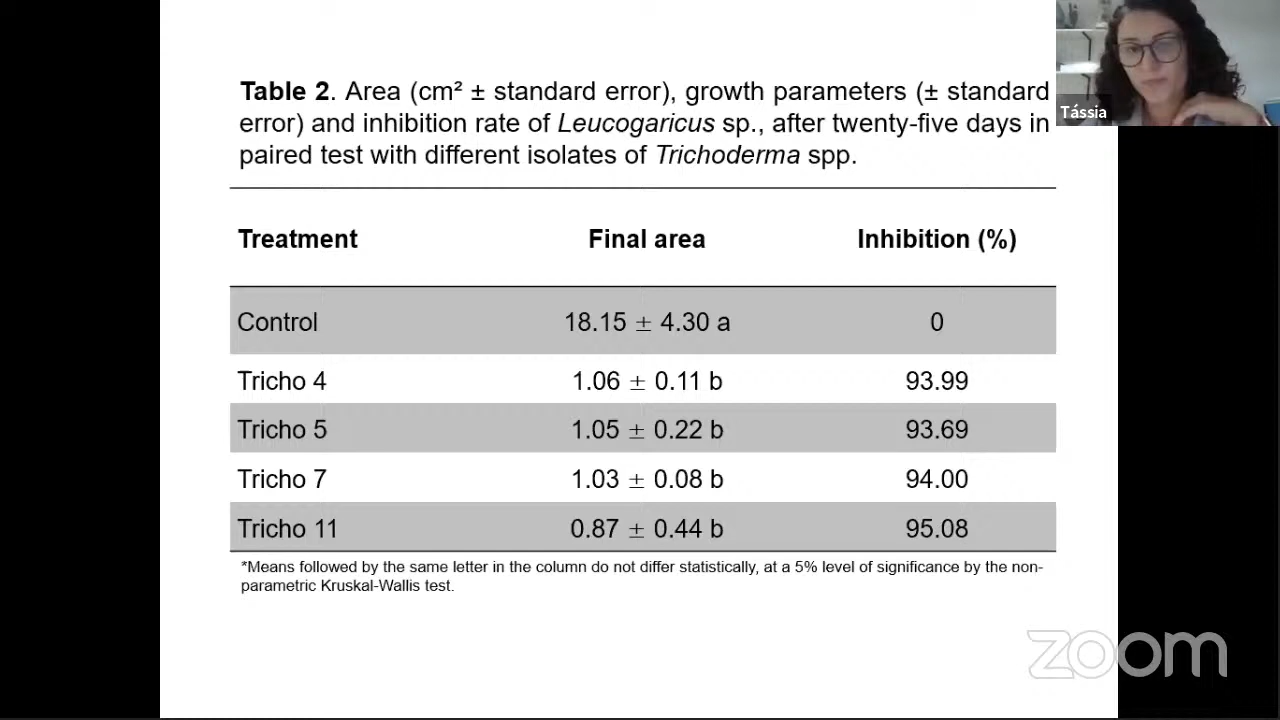 Table 2. Area (cm² ± standard error), growth parameters (± standard
error) and inhibition rate of Leucogaricus sp., after twenty-five days in
paired test with different isolates of Trichoderma spp.
Tássia
Treatment Final area Inhibition (%)
Control 18.15 ± 4.30 a 0
Tricho 4 1.06 ± 0.11 b 93.99
Tricho 5 1.05 ± 0.22 b 93.69
Tricho 7 1.03 ± 0.08 b 94.00
Tricho 11 0.87 ± 0.44 b 95.08
*Means followed by the same letter in the column do not differ statistically, at a 5% level of significance by the non-
parametric Kruskal-Wallis test.
zoom